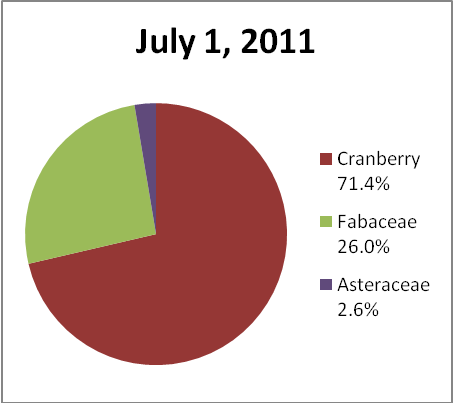 July 1, 2011
Cranberry
71.4%
Fabaceae
26.0%
Asteraceae
2.6%